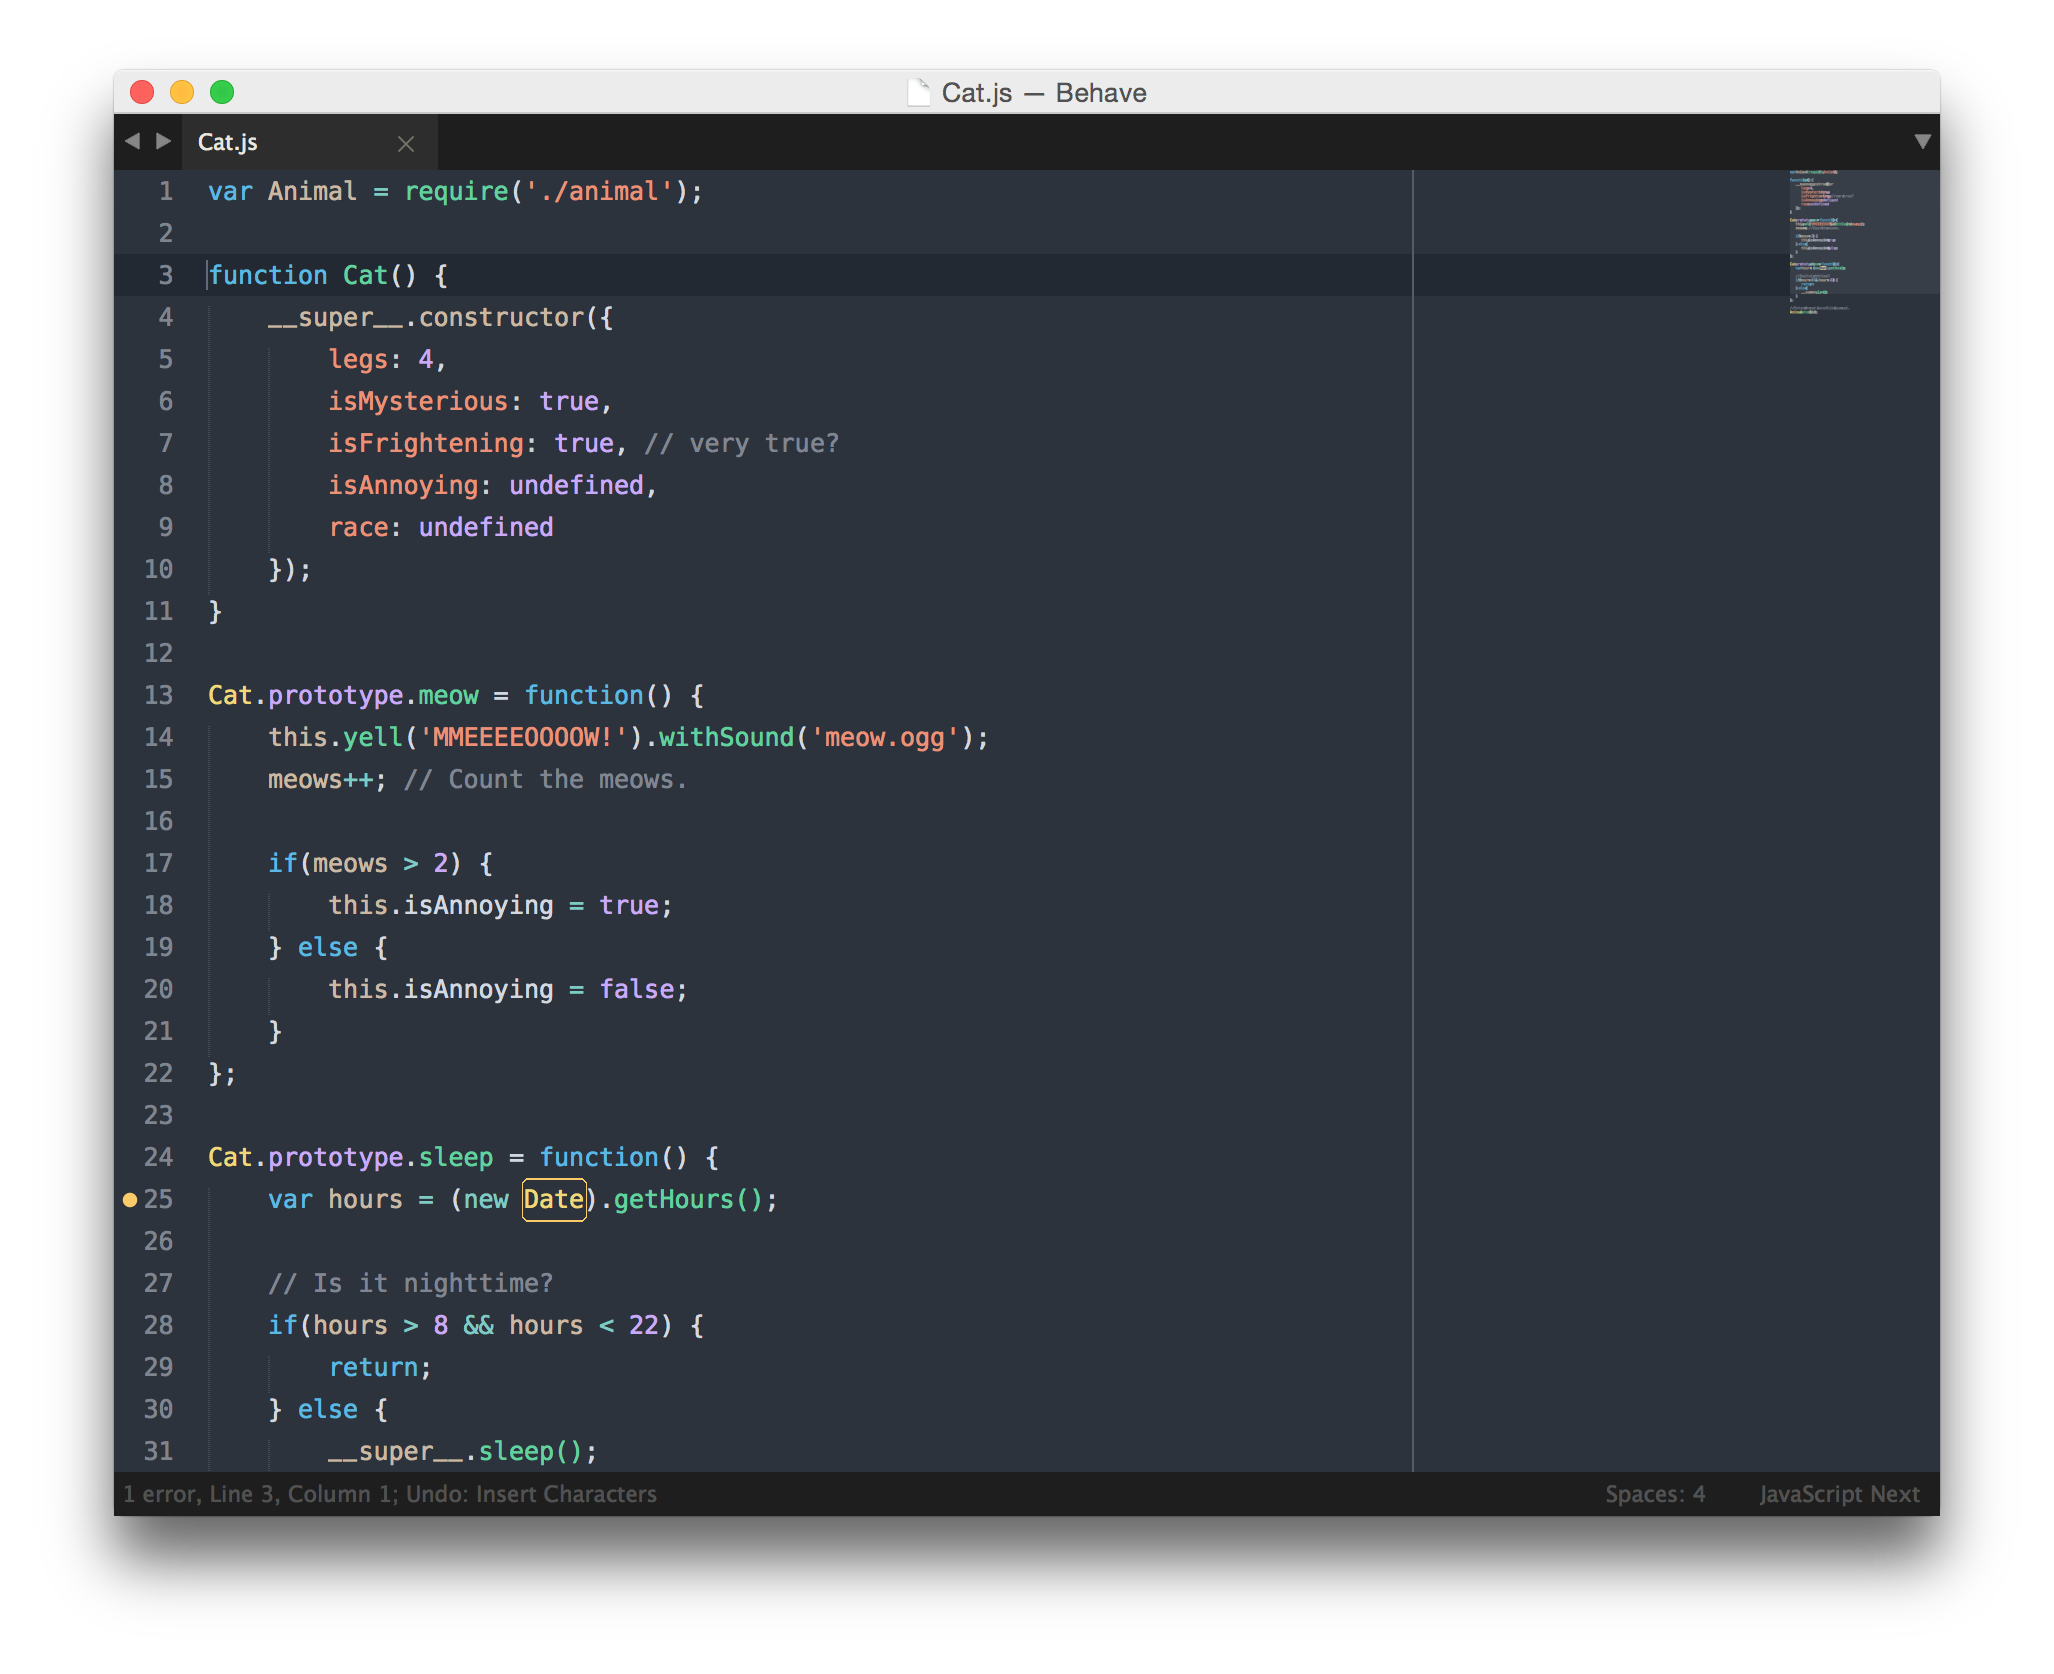 Cat.js — Behave
Cat.js
1 var Animal = require('./animal');
2
3 function Cat() {
4     __super__.constructor({
5         legs: 4,
6         isMysterious: true,
7         isFrightening: true, // very true?
8         isAnnoying: undefined,
9         race: undefined
10     });
11 }
12
13 Cat.prototype.meow = function() {
14     this.yell('MMEEEEOOOOW!').withSound('meow.ogg');
15     meows++; // Count the meows.
16
17     if(meows > 2) {
18         this.isAnnoying = true;
19     } else {
20         this.isAnnoying = false;
21     }
22 };
23
24 Cat.prototype.sleep = function() {
25     var hours = (new Date).getHours();
26
27     // Is it nighttime?
28     if(hours > 8 && hours < 22) {
29         return;
30     } else {
31         __super__.sleep();
1 error, Line 3, Column 1; Undo: Insert Characters Spaces: 4 JavaScript Next